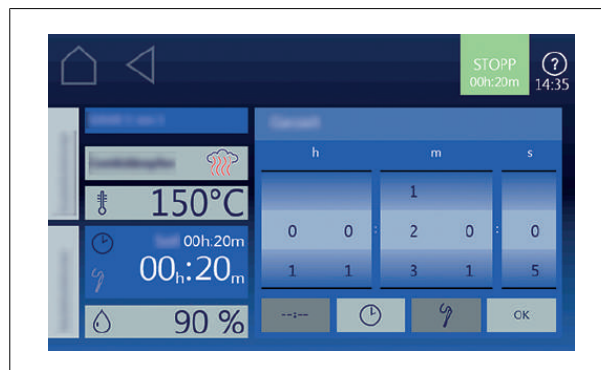 STOPP
00h:20m
?
14:35
h m s
150°C
1
00h:20m
0 0 : 2 0 : 0
00h:20m
1 1 3 1 5
90 %
--:-- OK